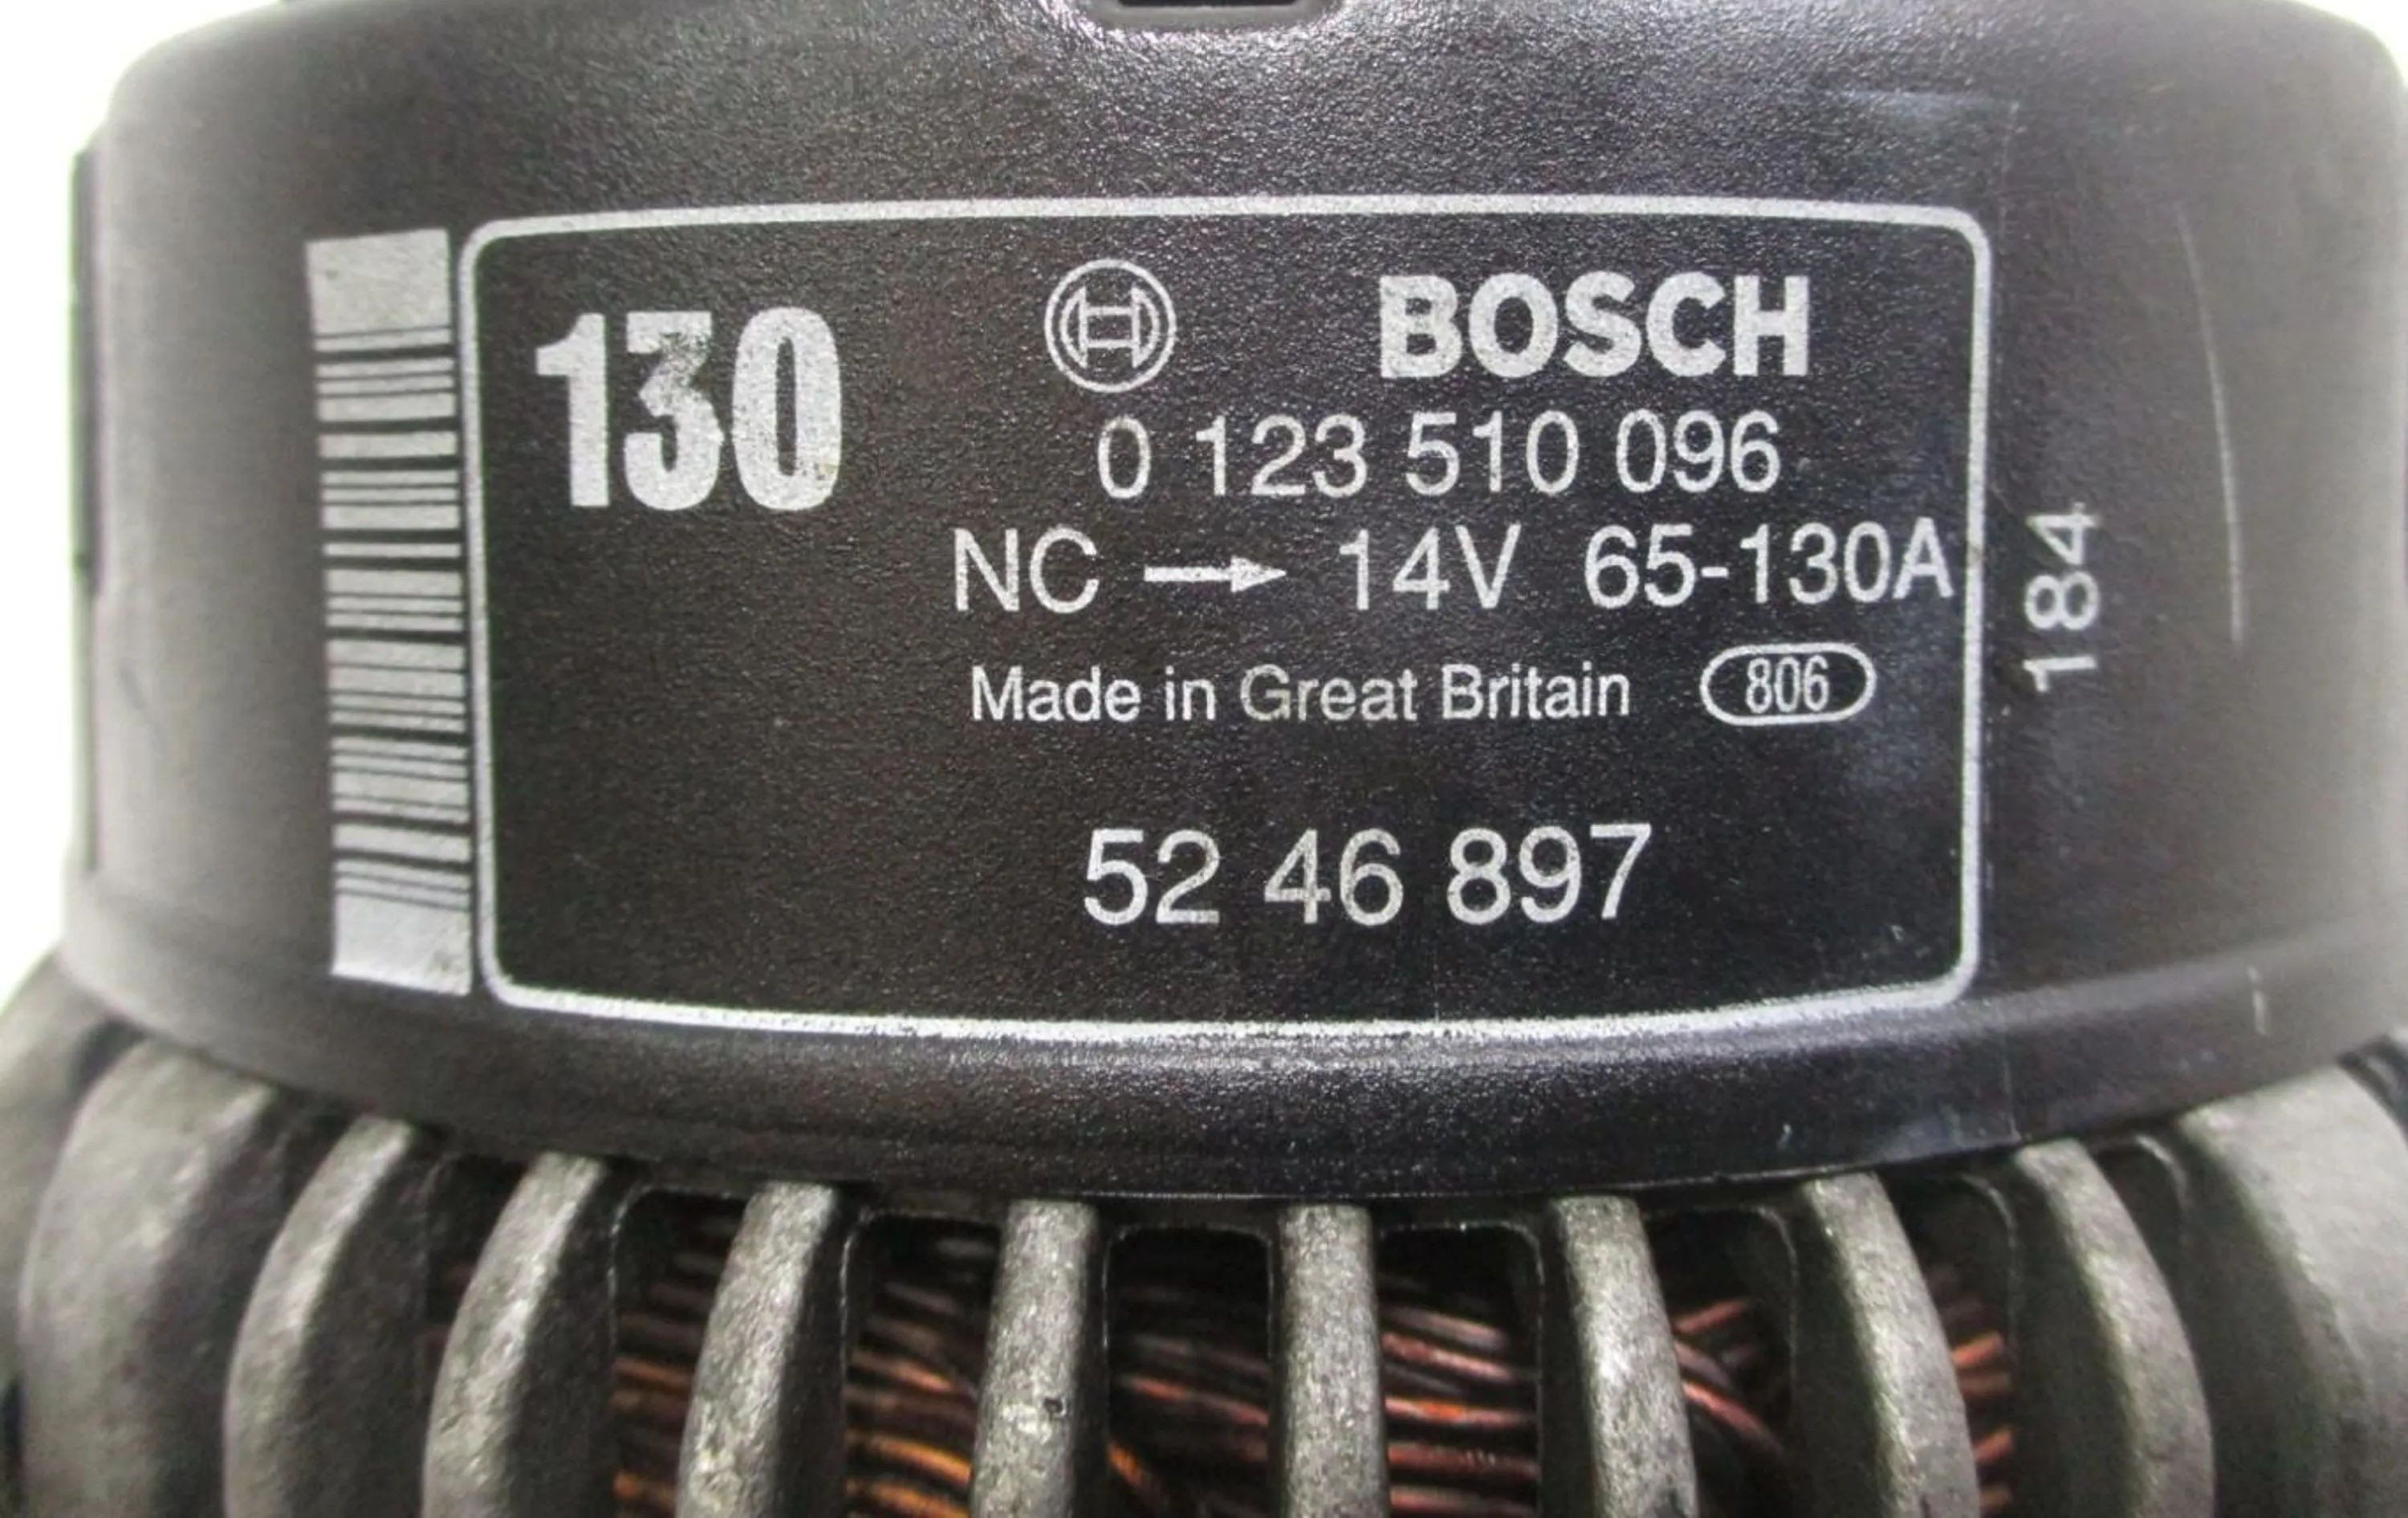 130
BOSCH
0 123 510 096
NC → 14V 65-130A
Made in Great Britain 806
52 46 897
184